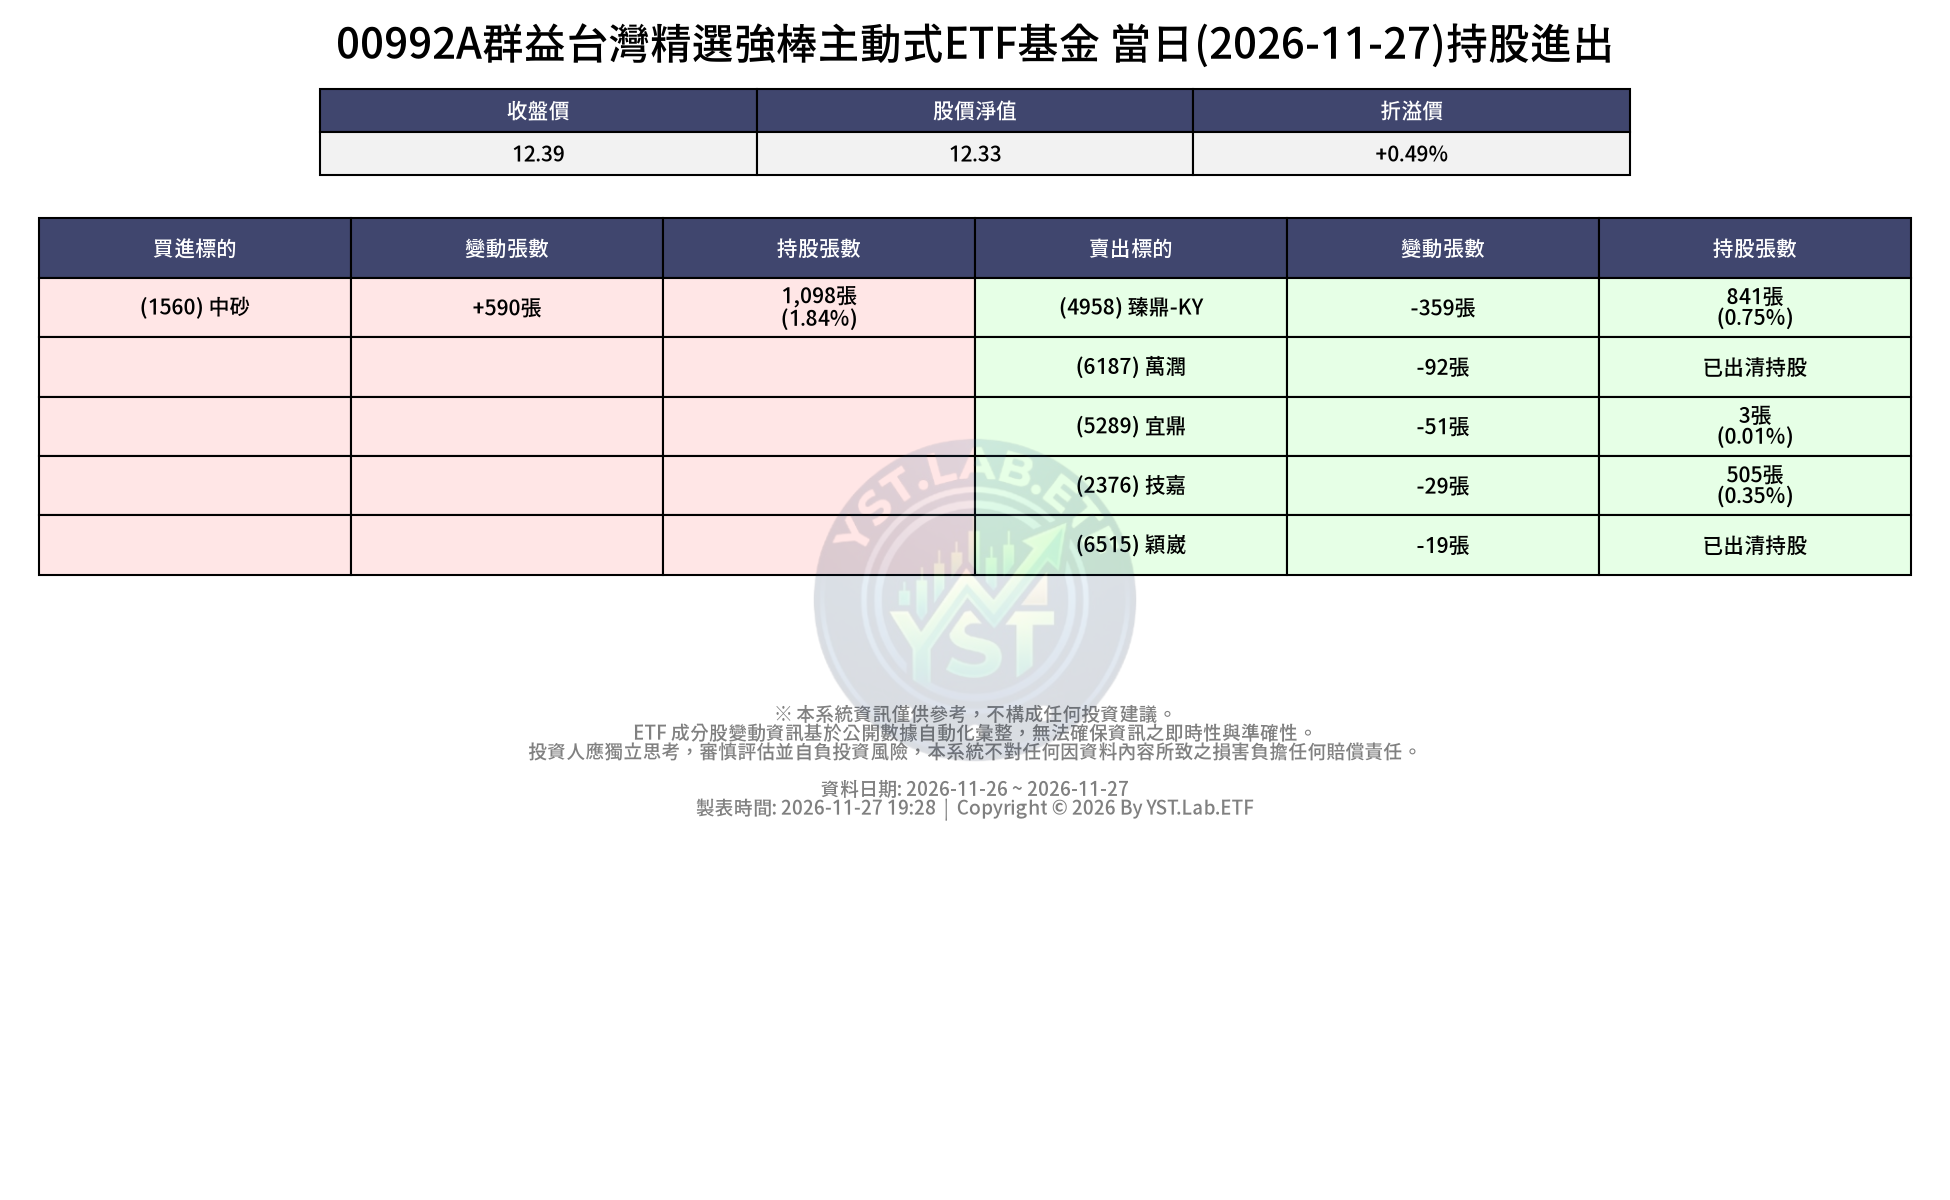 00992A群益台灣精選強棒主動式ETF基金 當日(2026-11-27)持股進出
收盤價 股價淨值 折溢價
12.39 12.33 +0.49%
買進標的 變動張數 持股張數 賣出標的 變動張數 持股張數
(1560) 中砂 +590張 1,098張 (1.84%) (4958) 臻鼎-KY -359張 841張 (0.75%)
(6187) 萬潤 -92張 已出清持股
(5289) 宜鼎 -51張 3張 (0.01%)
(2376) 技嘉 -29張 505張 (0.35%)
(6515) 穎崴 -19張 已出清持股
YST.LAB.ETF
YST
※ 本系統資訊僅供參考，不構成任何投資建議。
ETF 成分股變動資訊基於公開數據自動化彙整，無法確保資訊之即時性與準確性。
投資人應獨立思考，審慎評估並自負投資風險，本系統不對任何因資料內容所致之損害負擔任何賠償責任。
資料日期: 2026-11-26 ~ 2026-11-27
製表時間: 2026-11-27 19:28 │ Copyright © 2026 By YST.Lab.ETF